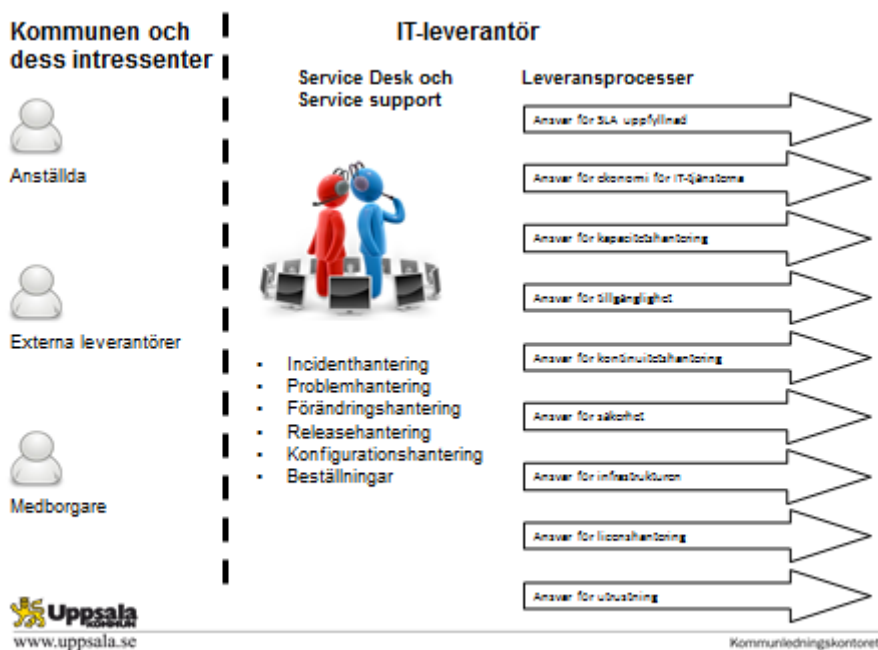 Kommunen och
dess intressenter
Anställda
Externa leverantörer
Medborgare
IT-leverantör
Service Desk och
Service support
▪ Incidenthantering
▪ Problemhantering
▪ Förändringshantering
▪ Releasehantering
▪ Konfigurationshantering
▪ Beställningar
Leveransprocesser
Ansvar för SLA uppfyllnad
Ansvar för ekonomi för IT-tjänsterna
Ansvar för kapacitetshantering
Ansvar för tillgänglighet
Ansvar för kontinuitetshantering
Ansvar för säkerhet
Ansvar för infrastrukturen
Ansvar för licenshantering
Ansvar för utrustning
Uppsala
KOMMUN
www.uppsala.se
Kommunledningskontoret